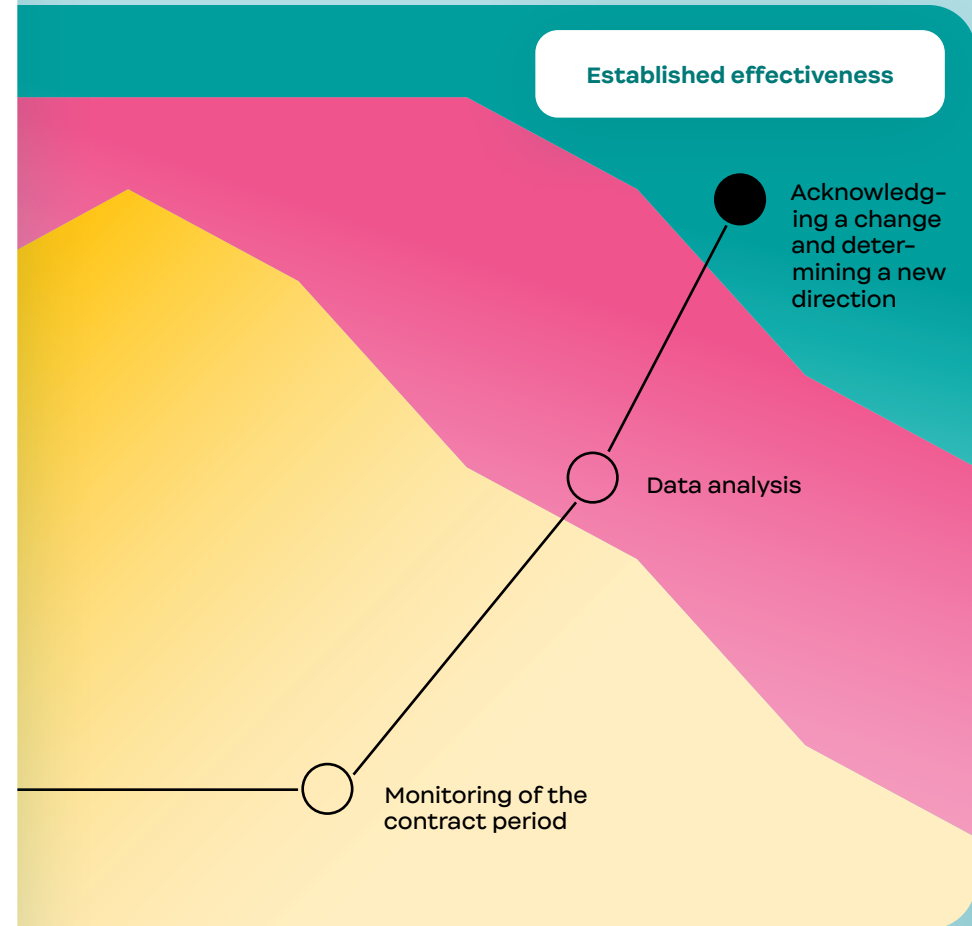 Established effectiveness
Acknowledg-
ing a change
and deter-
mining a new
direction
Data analysis
Monitoring of the
contract period